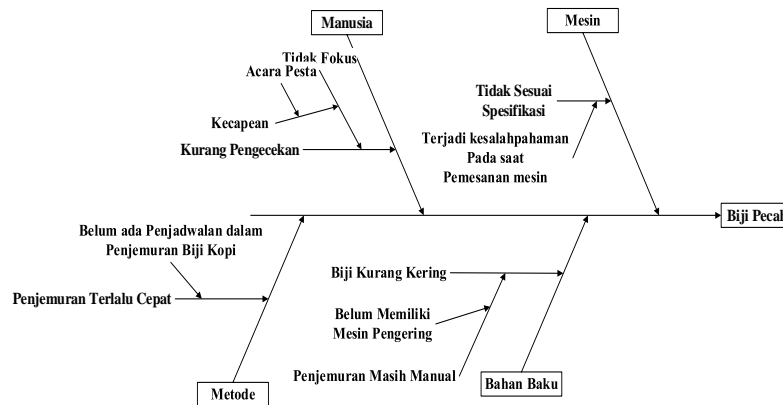 Manusia
Mesin
Tidak Fokus
Acara Pesta
Kecapean
Kurang Pengecekan
Tidak Sesuai
Spesifikasi
Terjadi kesalahpahaman
Pada saat
Pemesanan mesin
Biji Pecah
Belum ada Penjadwalan dalam
Penjemuran Biji Kopi
Penjemuran Terlalu Cepat
Biji Kurang Kering
Belum Memiliki
Mesin Pengering
Penjemuran Masih Manual
Metode
Bahan Baku